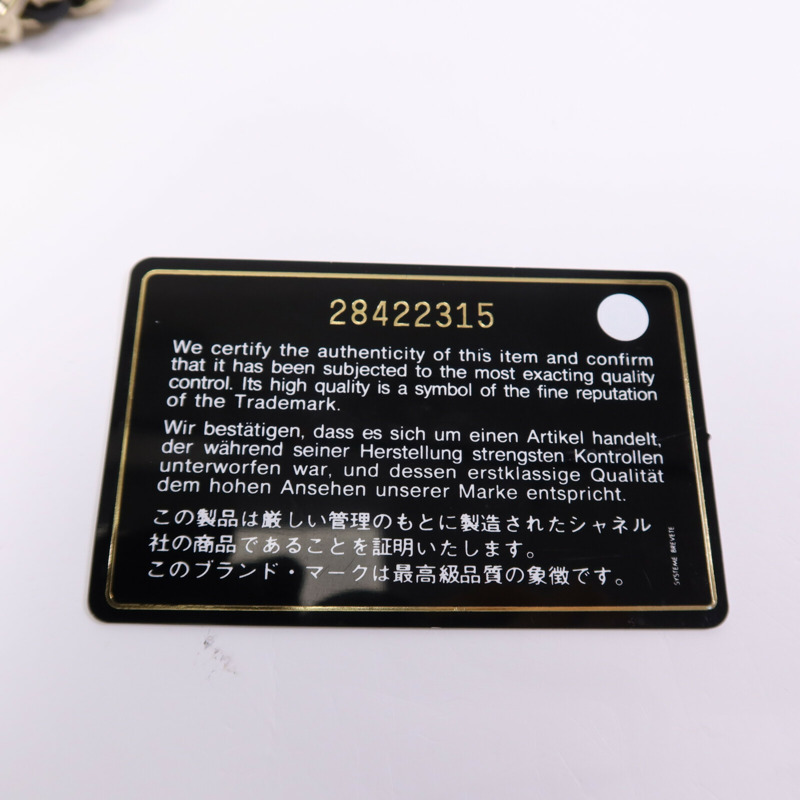 28422315
We certify the authenticity of this item and confirm
that it has been subjected to the most exacting quality
control. Its high quality is a symbol of the fine reputation
of the Trademark.
Wir bestätigen, dass es sich um einen Artikel handelt,
der während seiner Herstellung strengsten Kontrollen
unterworfen war, und dessen erstklassige Qualität
dem hohen Ansehen unserer Marke entspricht.
この製品は厳しい管理のもとに製造されたシャネル
社の商品であることを証明いたします。
このブランド・マークは最高級品質の象徴です。
SYSTEME BREVETE